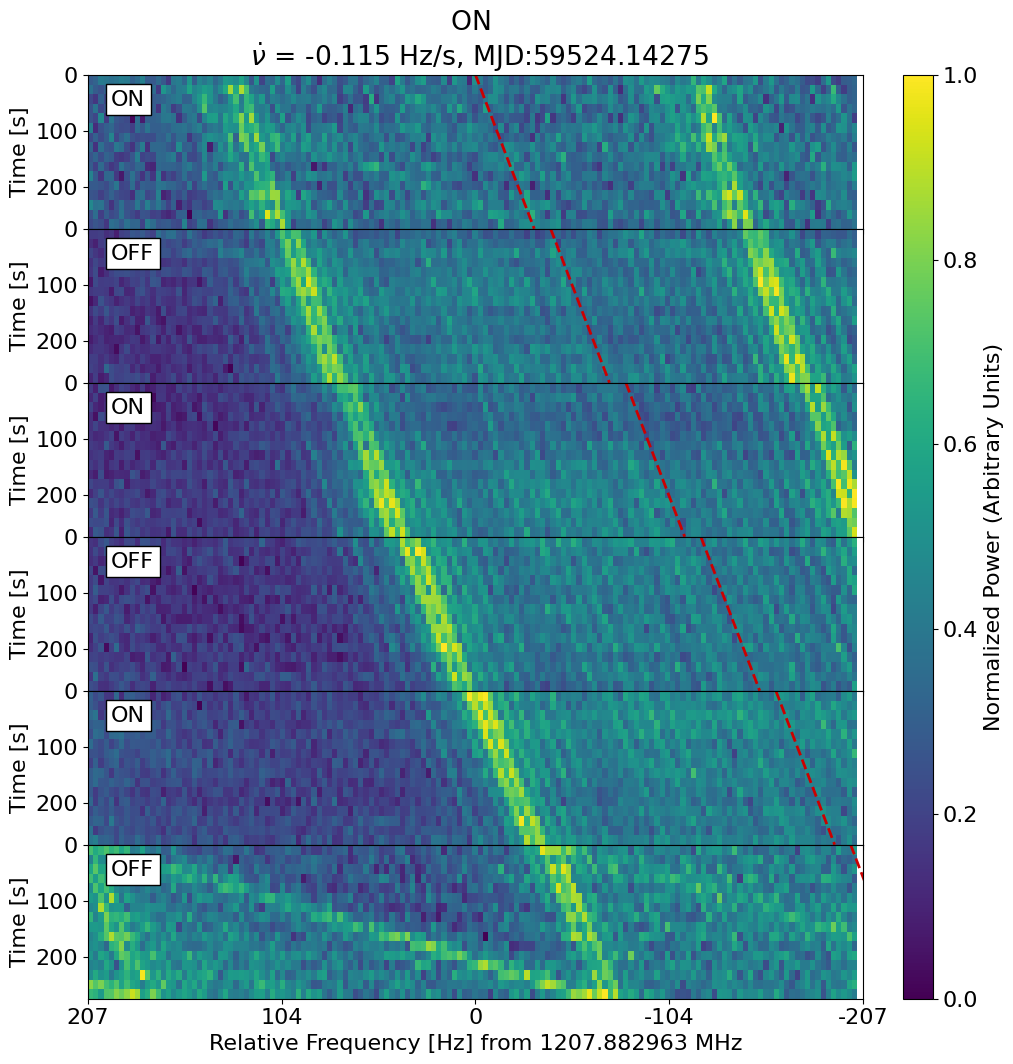 ON
ν̇ = -0.115 Hz/s, MJD:59524.14275
0
100
200
Time [s]
ON
0
100
200
Time [s]
OFF
0
100
200
Time [s]
ON
0
100
200
Time [s]
OFF
0
100
200
Time [s]
ON
0
100
200
Time [s]
OFF
207
104
0
-104
-207
Relative Frequency [Hz] from 1207.882963 MHz
1.0
0.8
0.6
0.4
0.2
0.0
Normalized Power (Arbitrary Units)